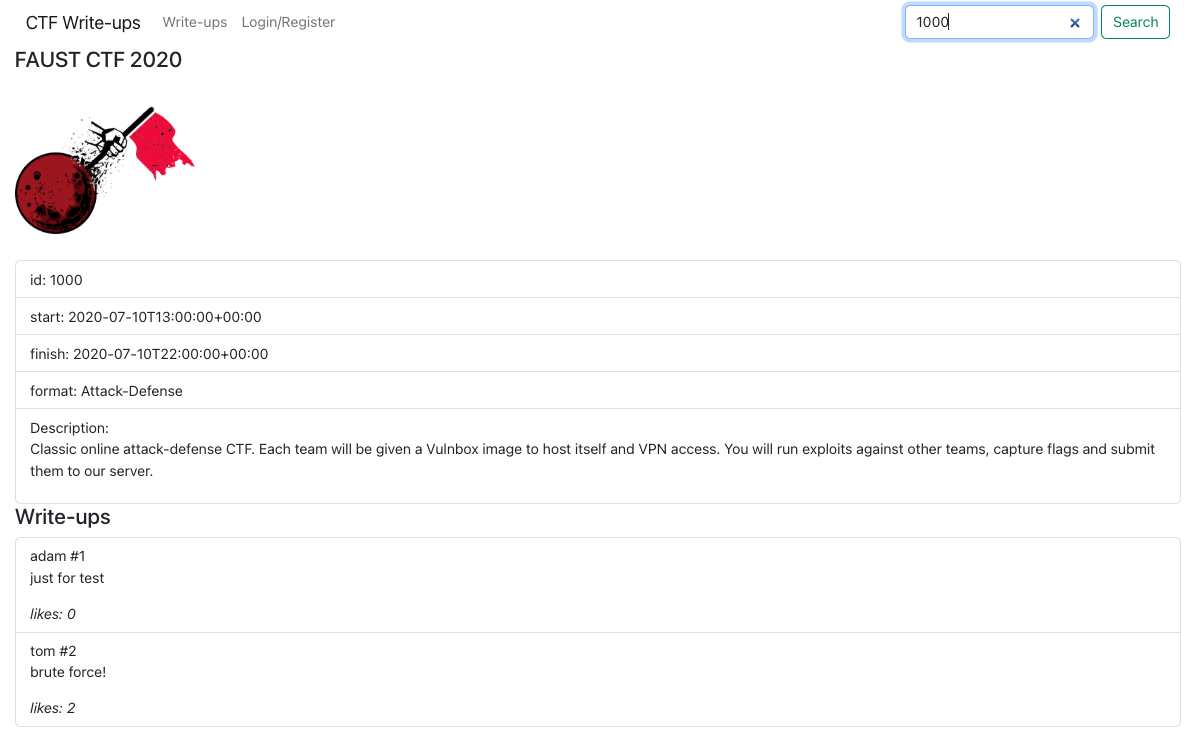 CTF Write-ups Write-ups Login/Register 1000 Search
FAUST CTF 2020
id: 1000
start: 2020-07-10T13:00:00+00:00
finish: 2020-07-10T22:00:00+00:00
format: Attack-Defense
Description:
Classic online attack-defense CTF. Each team will be given a Vulnbox image to host itself and VPN access. You will run exploits against other teams, capture flags and submit
them to our server.
Write-ups
adam #1
just for test
likes: 0
tom #2
brute force!
likes: 2